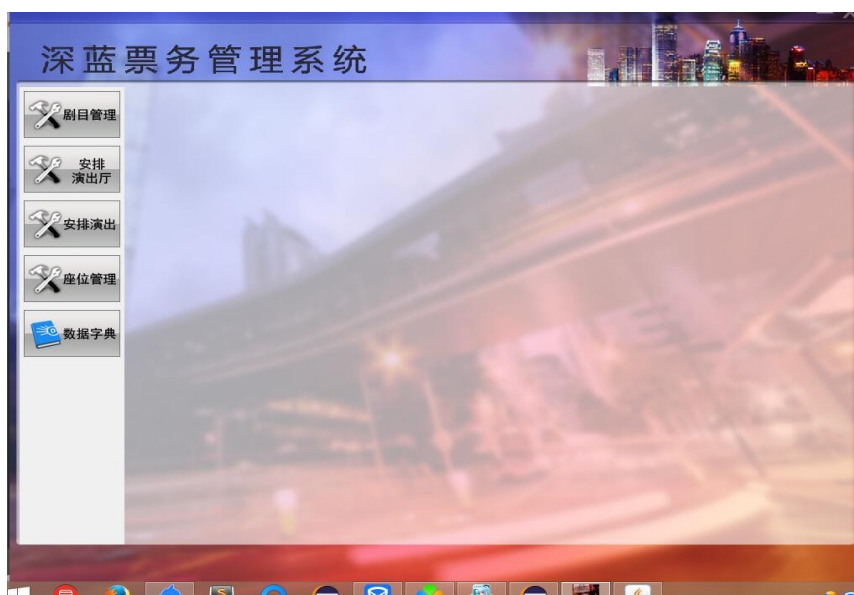 深蓝票务管理系统
剧目管理
安排
演出厅
安排演出
座位管理
数据字典